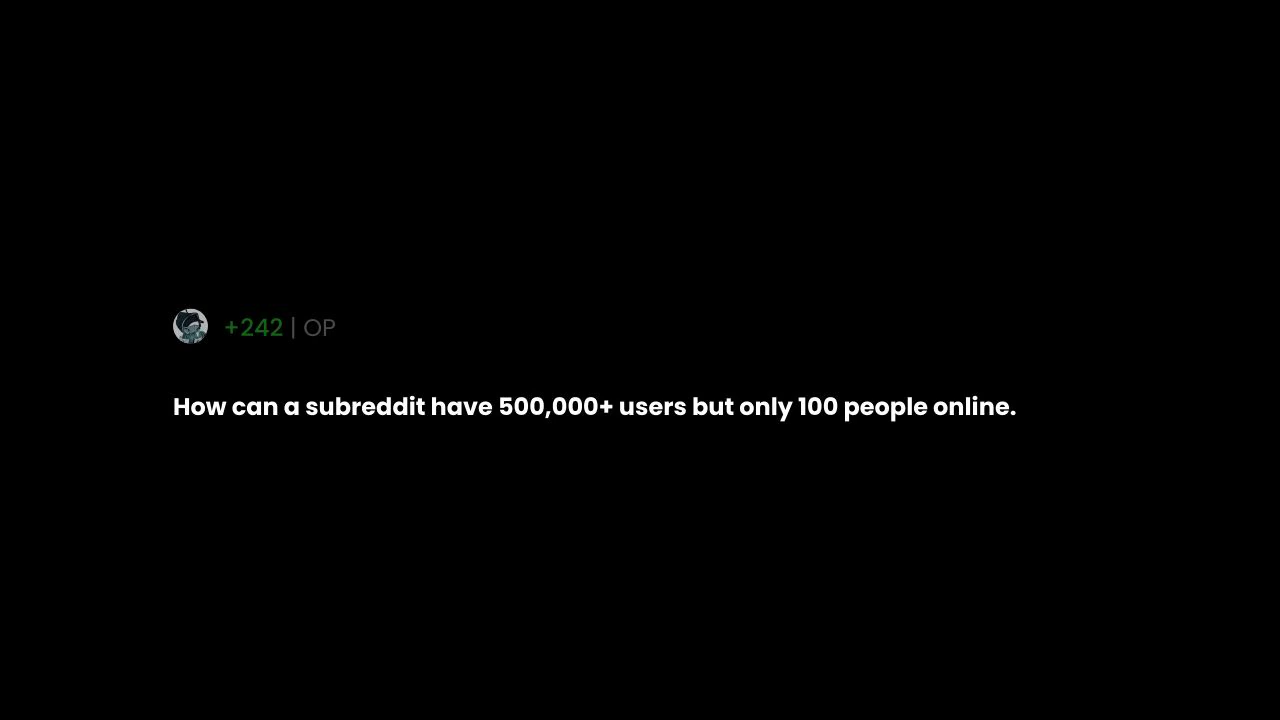 +242 | OP
How can a subreddit have 500,000+ users but only 100 people online.